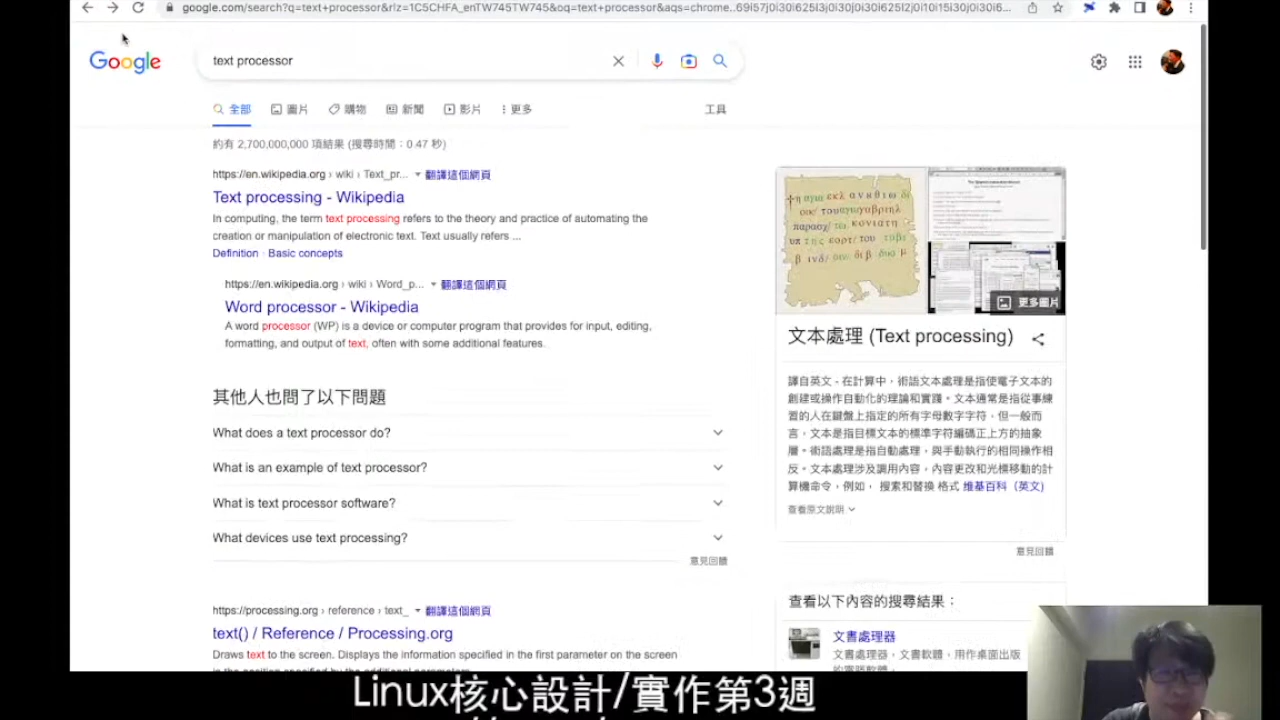 google.com/search?q=text+processor&rlz=1C5CHFA_enTW745TW745&oq=text+processor&aqs=chrome..69i57j0i30i625l3j0i30j0i30i625l2j0i10i15i30j0i30i6...
Google
text processor
全部 圖片 購物 新聞 影片 更多 工具
約有 2,700,000,000 項結果 (搜尋時間：0.47 秒)
https://en.wikipedia.org › wiki › Text_pr... 翻譯這個網頁
Text processing - Wikipedia
In computing, the term text processing refers to the theory and practice of automating the
creation or manipulation of electronic text. Text usually refers ...
Definition · Basic concepts
https://en.wikipedia.org › wiki › Word_p... 翻譯這個網頁
Word processor - Wikipedia
A word processor (WP) is a device or computer program that provides for input, editing,
formatting, and output of text, often with some additional features.
其他人也問了以下問題
What does a text processor do?
What is an example of text processor?
What is text processor software?
What devices use text processing?
意見回饋
https://processing.org › reference › text_ 翻譯這個網頁
text() / Reference / Processing.org
Draws text to the screen. Displays the information specified in the first parameter on the screen
in the position specified by the additional parameters
更多圖片
文本處理 (Text processing)
譯自英文 - 在計算中，術語文本處理是指使電子文本的
創建或操作自動化的理論和實踐。文本通常是指從事練
習的人在鍵盤上指定的所有字母數字字符，但一般而
言，文本是指目標文本的標準字符編碼正上方的抽象
層。術語處理是指自動處理，與手動執行的相同操作相
反。文本處理涉及調用內容，內容更改和光標移動的計
算機命令，例如， 搜索和替換 格式 維基百科（英文)
查看原文說明
意見回饋
查看以下內容的搜尋結果：
文書處理器
文書處理器，文書軟體，用作桌面出版
的電腦軟體。
Linux核心設計/實作第3週